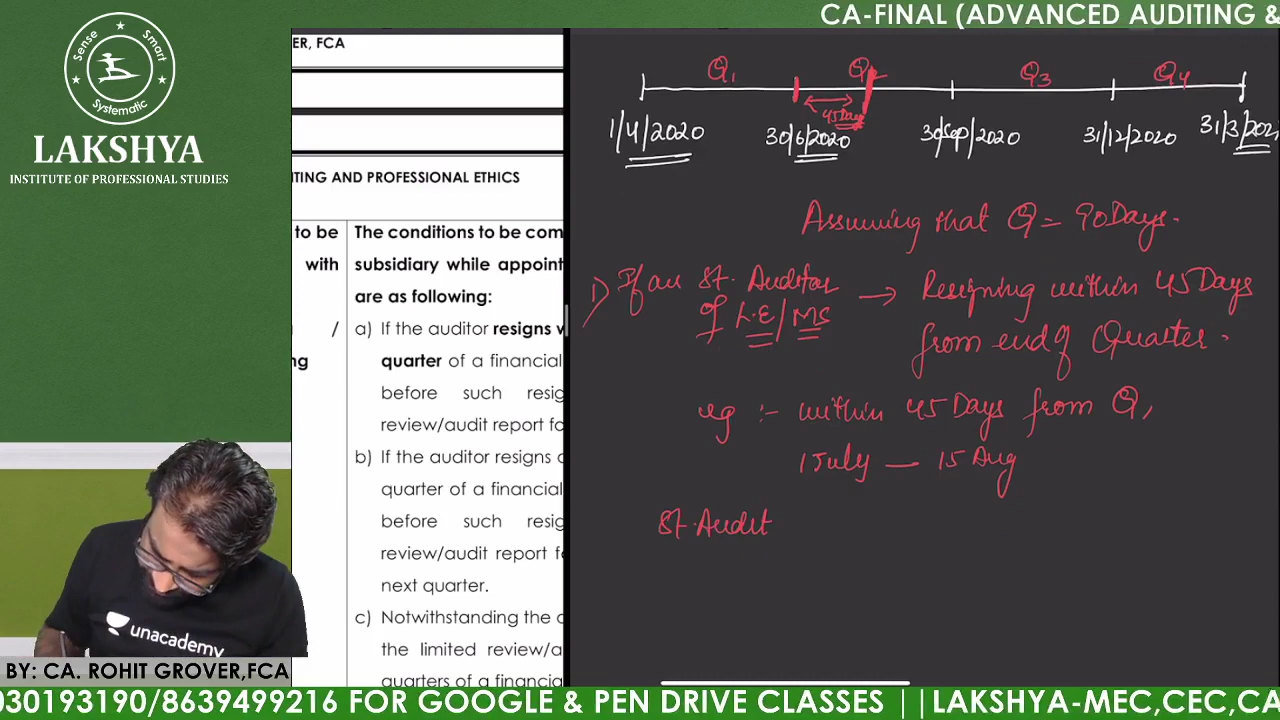 CA-FINAL (ADVANCED AUDITING &
Sense
Smart
Systematic
LAKSHYA
INSTITUTE OF PROFESSIONAL STUDIES
ER, FCA
ITING AND PROFESSIONAL ETHICS
to be
with
/
ng
The conditions to be com
subsidiary while appoint
are as following:
a) If the auditor resigns w
quarter of a financial
before such resig
review/audit report fo
b) If the auditor resigns a
quarter of a financial
before such resig
review/audit report fo
next quarter.
c) Notwithstanding the a
the limited review/a
quarters of a financia
Q1 Q2 Q3 Q4
45 Days
1/4/2020 30/6/2020 30/Sep/2020 31/12/2020 31/3/202
Assuming that Q = 90 Days.
1) If an St. Auditor → Resigning within 45 Days
of L.E/MS from end of Quarter.
eg :- within 45 Days from Q1
1 July — 15 Aug
St. Audit
unacademy
BY: CA. ROHIT GROVER,FCA
030193190/8639499216 FOR GOOGLE & PEN DRIVE CLASSES ||LAKSHYA-MEC,CEC,CA